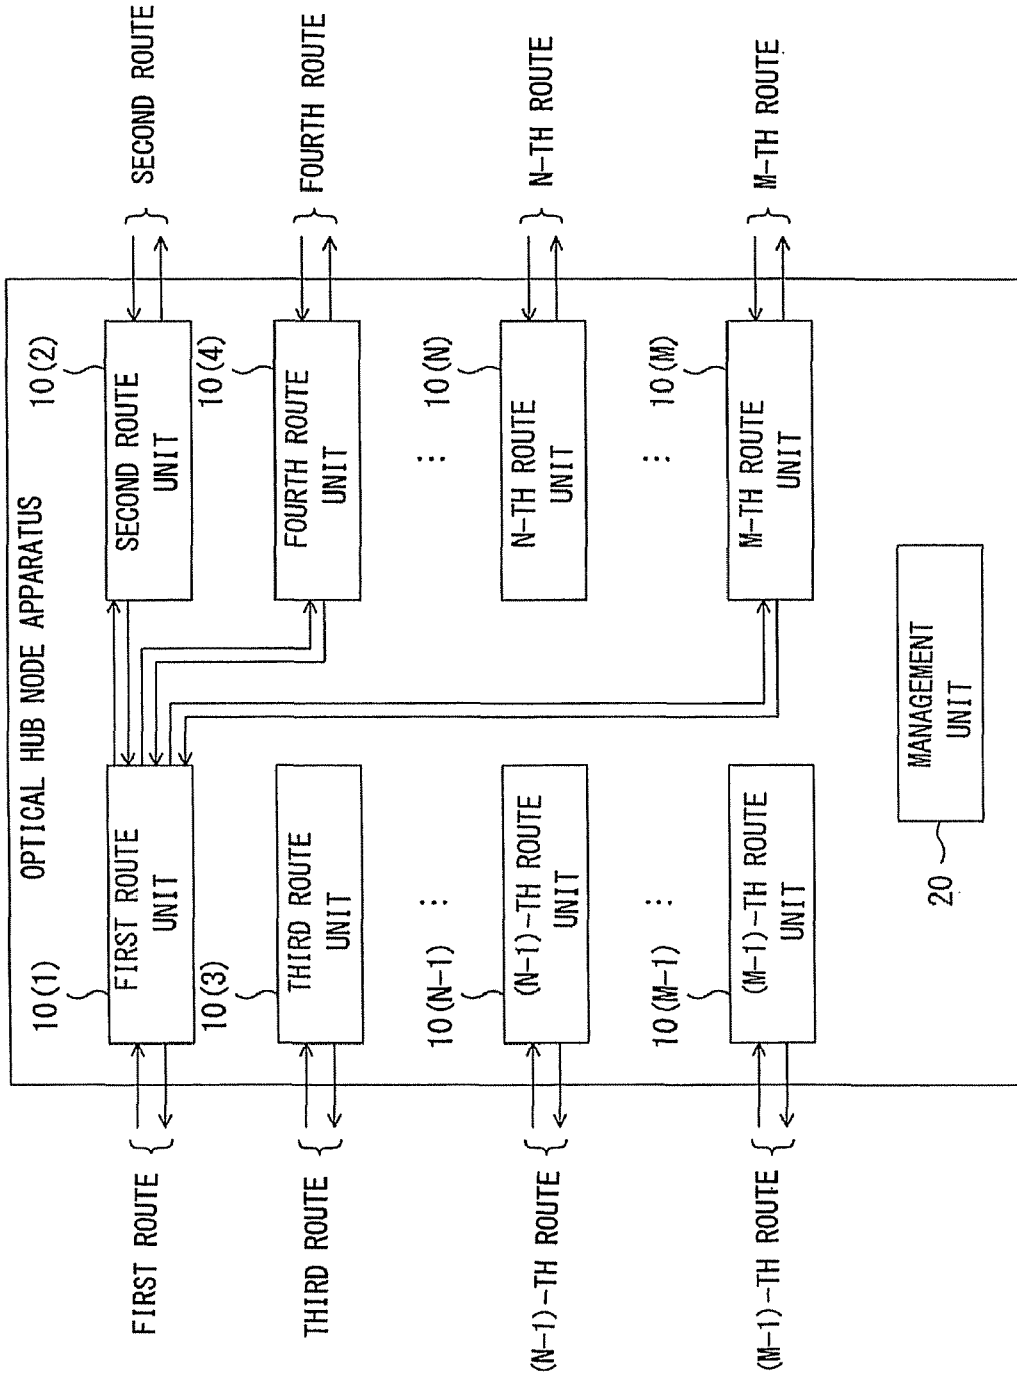 OPTICAL HUB NODE APPARATUS
FIRST ROUTE
10(1)
FIRST ROUTE
UNIT
10(2)
SECOND ROUTE
UNIT
SECOND ROUTE
THIRD ROUTE
10(3)
THIRD ROUTE
UNIT
10(4)
FOURTH ROUTE
UNIT
FOURTH ROUTE
(N-1)-TH ROUTE
10(N-1)
(N-1)-TH ROUTE
UNIT
10(N)
N-TH ROUTE
UNIT
N-TH ROUTE
(M-1)-TH ROUTE
10(M-1)
(M-1)-TH ROUTE
UNIT
10(M)
M-TH ROUTE
UNIT
M-TH ROUTE
20
MANAGEMENT
UNIT